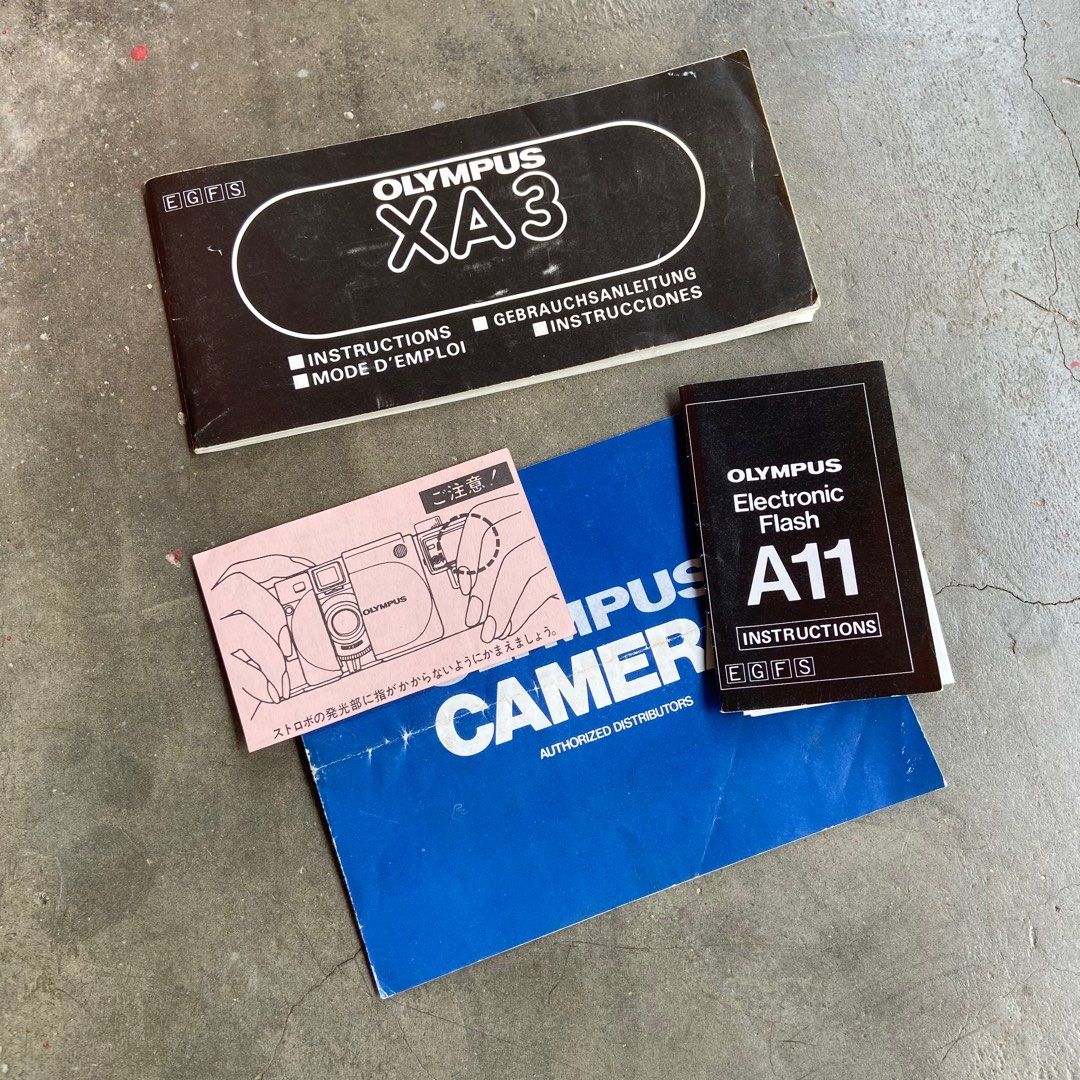 E G F S
OLYMPUS
XA3
■ INSTRUCTIONS ■ GEBRAUCHSANLEITUNG
■ MODE D'EMPLOI ■ INSTRUCCIONES
ご注意!
OLYMPUS
ストロボの発光部に指がかからないようにかまえましょう。
CAMERA
AUTHORIZED DISTRIBUTORS
OLYMPUS
Electronic
Flash
A11
INSTRUCTIONS
E G F S